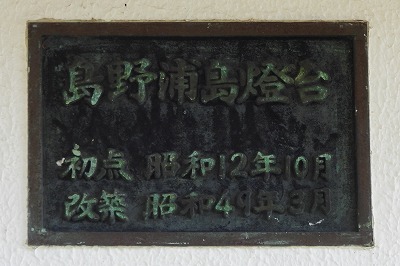 島野浦島燈台
初点 昭和12年10月
改築 昭和49年3月